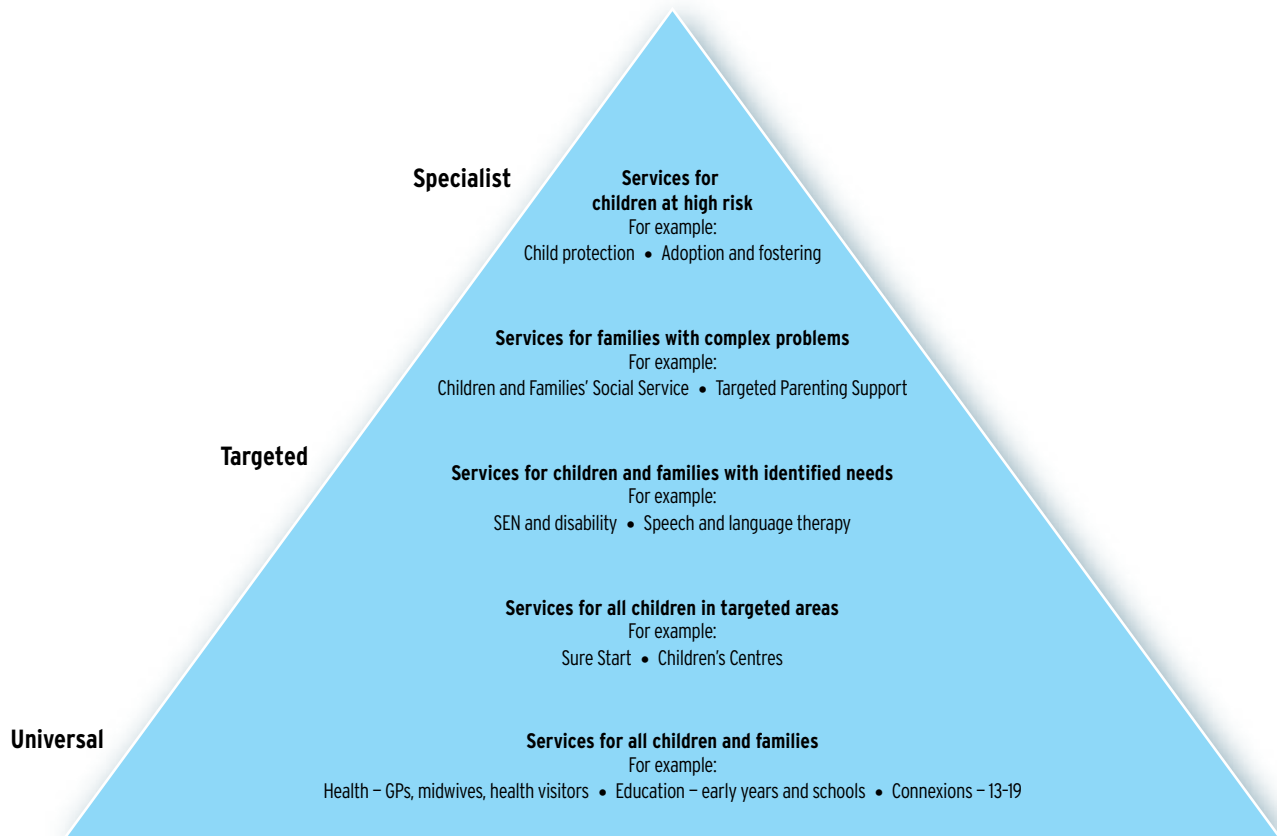 Specialist
Services for
children at high risk
For example:
Child protection • Adoption and fostering
Services for families with complex problems
For example:
Children and Families’ Social Service • Targeted Parenting Support
Targeted
Services for children and families with identified needs
For example:
SEN and disability • Speech and language therapy
Services for all children in targeted areas
For example:
Sure Start • Children’s Centres
Universal
Services for all children and families
For example:
Health – GPs, midwives, health visitors • Education – early years and schools • Connexions – 13-19